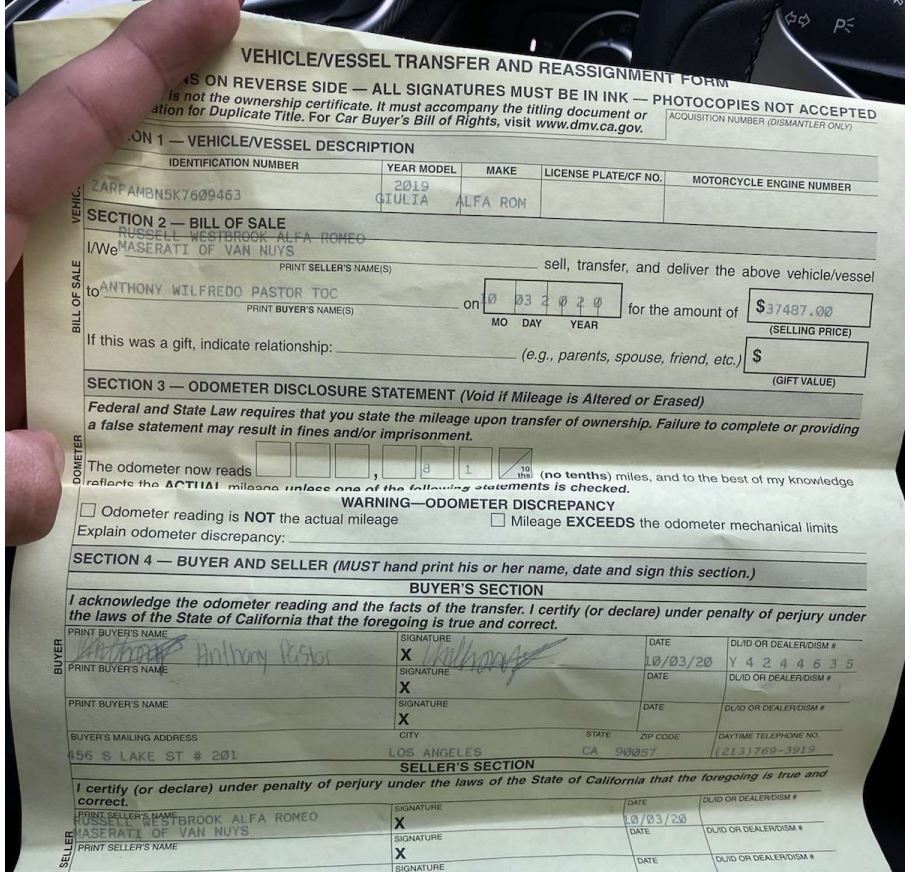 VEHICLE/VESSEL TRANSFER AND REASSIGNMENT FORM
NS ON REVERSE SIDE — ALL SIGNATURES MUST BE IN INK — PHOTOCOPIES NOT ACCEPTED
is not the ownership certificate. It must accompany the titling document or
ation for Duplicate Title. For Car Buyer's Bill of Rights, visit www.dmv.ca.gov.
ACQUISITION NUMBER (DISMANTLER ONLY)
ON 1 — VEHICLE/VESSEL DESCRIPTION
IDENTIFICATION NUMBER YEAR MODEL MAKE LICENSE PLATE/CF NO. MOTORCYCLE ENGINE NUMBER
ZARFAMBN5K7609463 2019 GIULIA ALFA ROM
VEHIC
SECTION 2 — BILL OF SALE
RUSSELL WESTBROOK ALFA ROMEO
I/We MASERATI OF VAN NUYS sell, transfer, and deliver the above vehicle/vessel
PRINT SELLER'S NAME(S)
to ANTHONY WILFREDO PASTOR TOC on 10 03 2020 for the amount of $37487.00
PRINT BUYER'S NAME(S) MO DAY YEAR (SELLING PRICE)
If this was a gift, indicate relationship: (e.g., parents, spouse, friend, etc.) $
(GIFT VALUE)
BILL OF SALE
SECTION 3 — ODOMETER DISCLOSURE STATEMENT (Void if Mileage is Altered or Erased)
Federal and State Law requires that you state the mileage upon transfer of ownership. Failure to complete or providing
a false statement may result in fines and/or imprisonment.
The odometer now reads , 8 1 10 ths (no tenths) miles, and to the best of my knowledge
reflects the ACTUAL mileage unless one of the following statements is checked.
DOMETER
WARNING—ODOMETER DISCREPANCY
Odometer reading is NOT the actual mileage Mileage EXCEEDS the odometer mechanical limits
Explain odometer discrepancy:
SECTION 4 — BUYER AND SELLER (MUST hand print his or her name, date and sign this section.)
BUYER'S SECTION
I acknowledge the odometer reading and the facts of the transfer. I certify (or declare) under penalty of perjury under
the laws of the State of California that the foregoing is true and correct.
BUYER
PRINT BUYER'S NAME SIGNATURE DATE DL/ID OR DEALER/DISM #
Anthony Pastor X 10/03/20 Y4244635
PRINT BUYER'S NAME SIGNATURE DATE DL/ID OR DEALER/DISM #
X
PRINT BUYER'S NAME SIGNATURE DATE DL/ID OR DEALER/DISM #
X
BUYER'S MAILING ADDRESS CITY STATE ZIP CODE DAYTIME TELEPHONE NO.
456 S LAKE ST # 201 LOS ANGELES CA 90057 (213)769-3919
SELLER'S SECTION
I certify (or declare) under penalty of perjury under the laws of the State of California that the foregoing is true and
correct.
SELLER
PRINT SELLER'S NAME SIGNATURE DATE DL/ID OR DEALER/DISM #
RUSSELL WESTBROOK ALFA ROMEO X 10/03/20
MASERATI OF VAN NUYS
PRINT SELLER'S NAME SIGNATURE DATE DL/ID OR DEALER/DISM #
X
SIGNATURE DATE DL/ID OR DEALER/DISM #